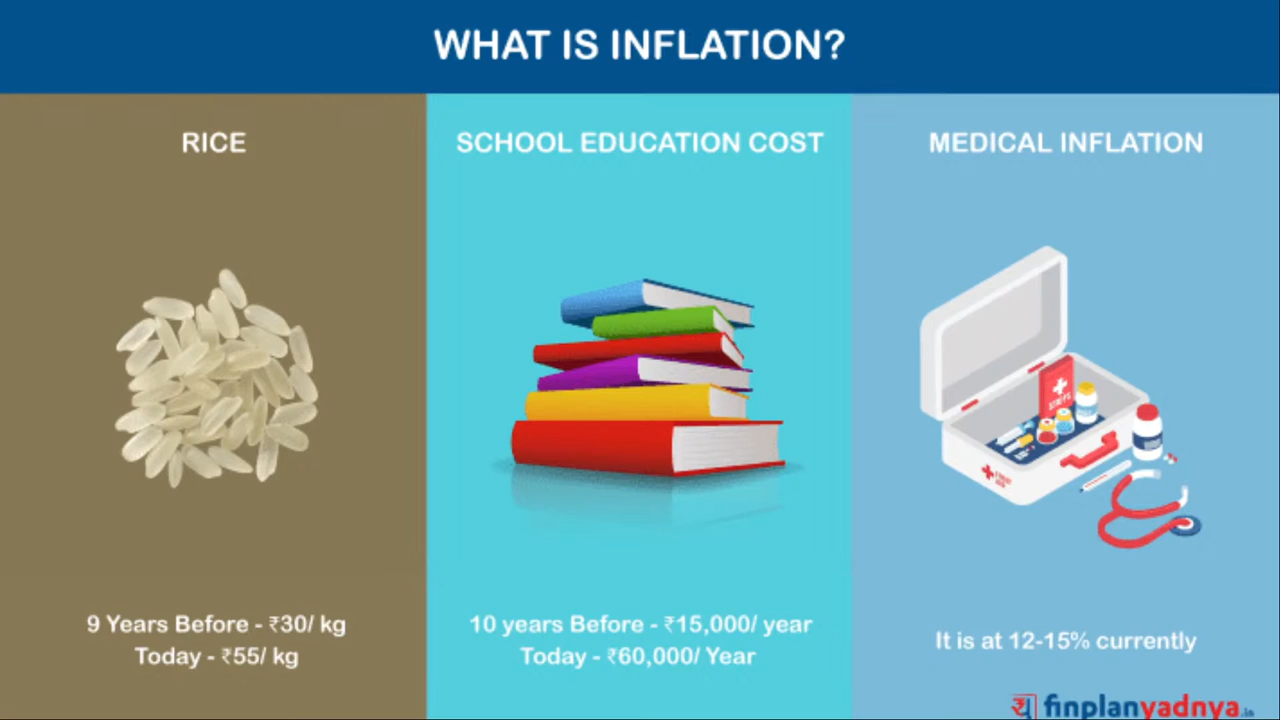 WHAT IS INFLATION?
RICE
9 Years Before - ₹30/ kg
Today - ₹55/ kg
SCHOOL EDUCATION COST
10 years Before - ₹15,000/ year
Today - ₹60,000/ Year
MEDICAL INFLATION
It is at 12-15% currently
finplanyadnya.in